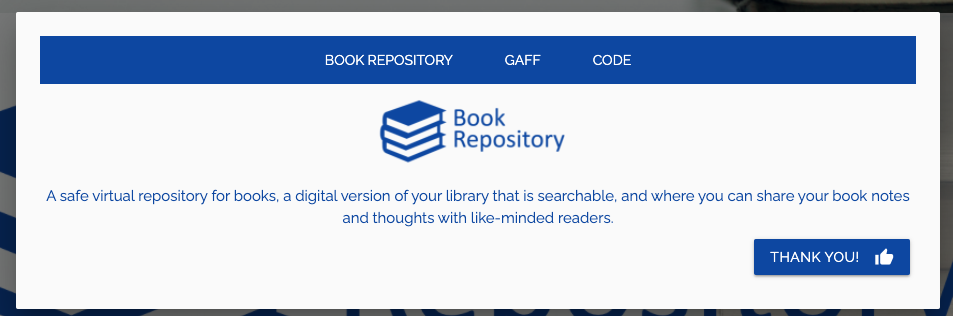 BOOK REPOSITORY GAFF CODE
Book
Repository
A safe virtual repository for books, a digital version of your library that is searchable, and where you can share your book notes
and thoughts with like-minded readers.
THANK YOU!